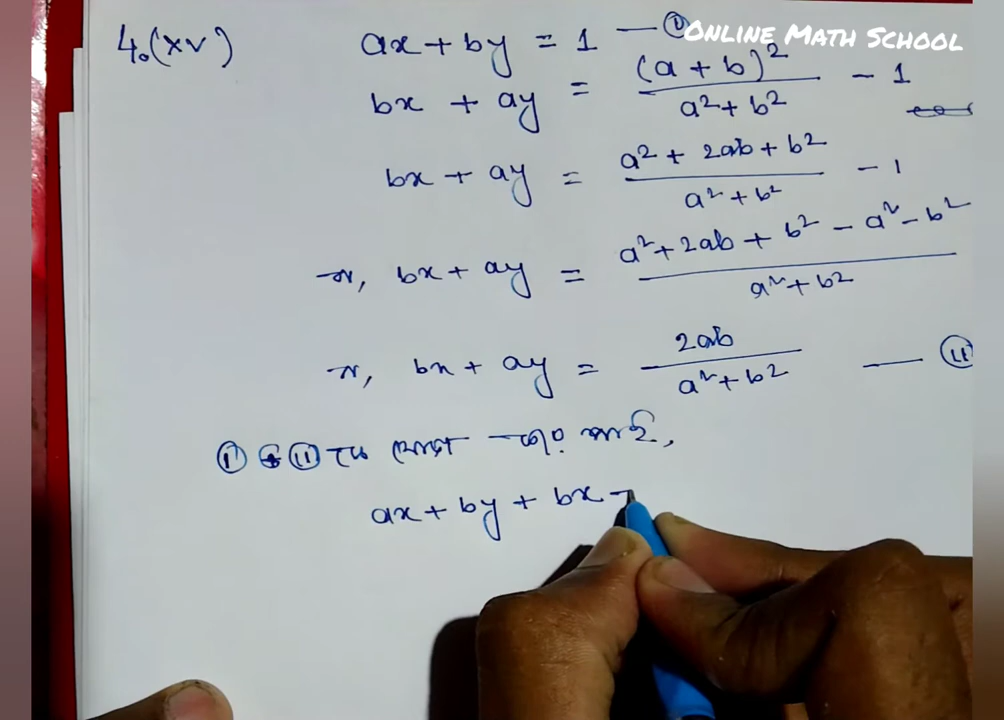 4.(xv) ax + by = 1 — (i) ONLINE MATH SCHOOL
bx + ay = (a + b)² / a² + b² - 1
bx + ay = a² + 2ab + b² / a² + b² - 1
বা, bx + ay = a² + 2ab + b² - a² - b² / a² + b²
বা, bx + ay = 2ab / a² + b² — (ii)
(i) ও (ii) নং যোগ করে পাই,
ax + by + bx -